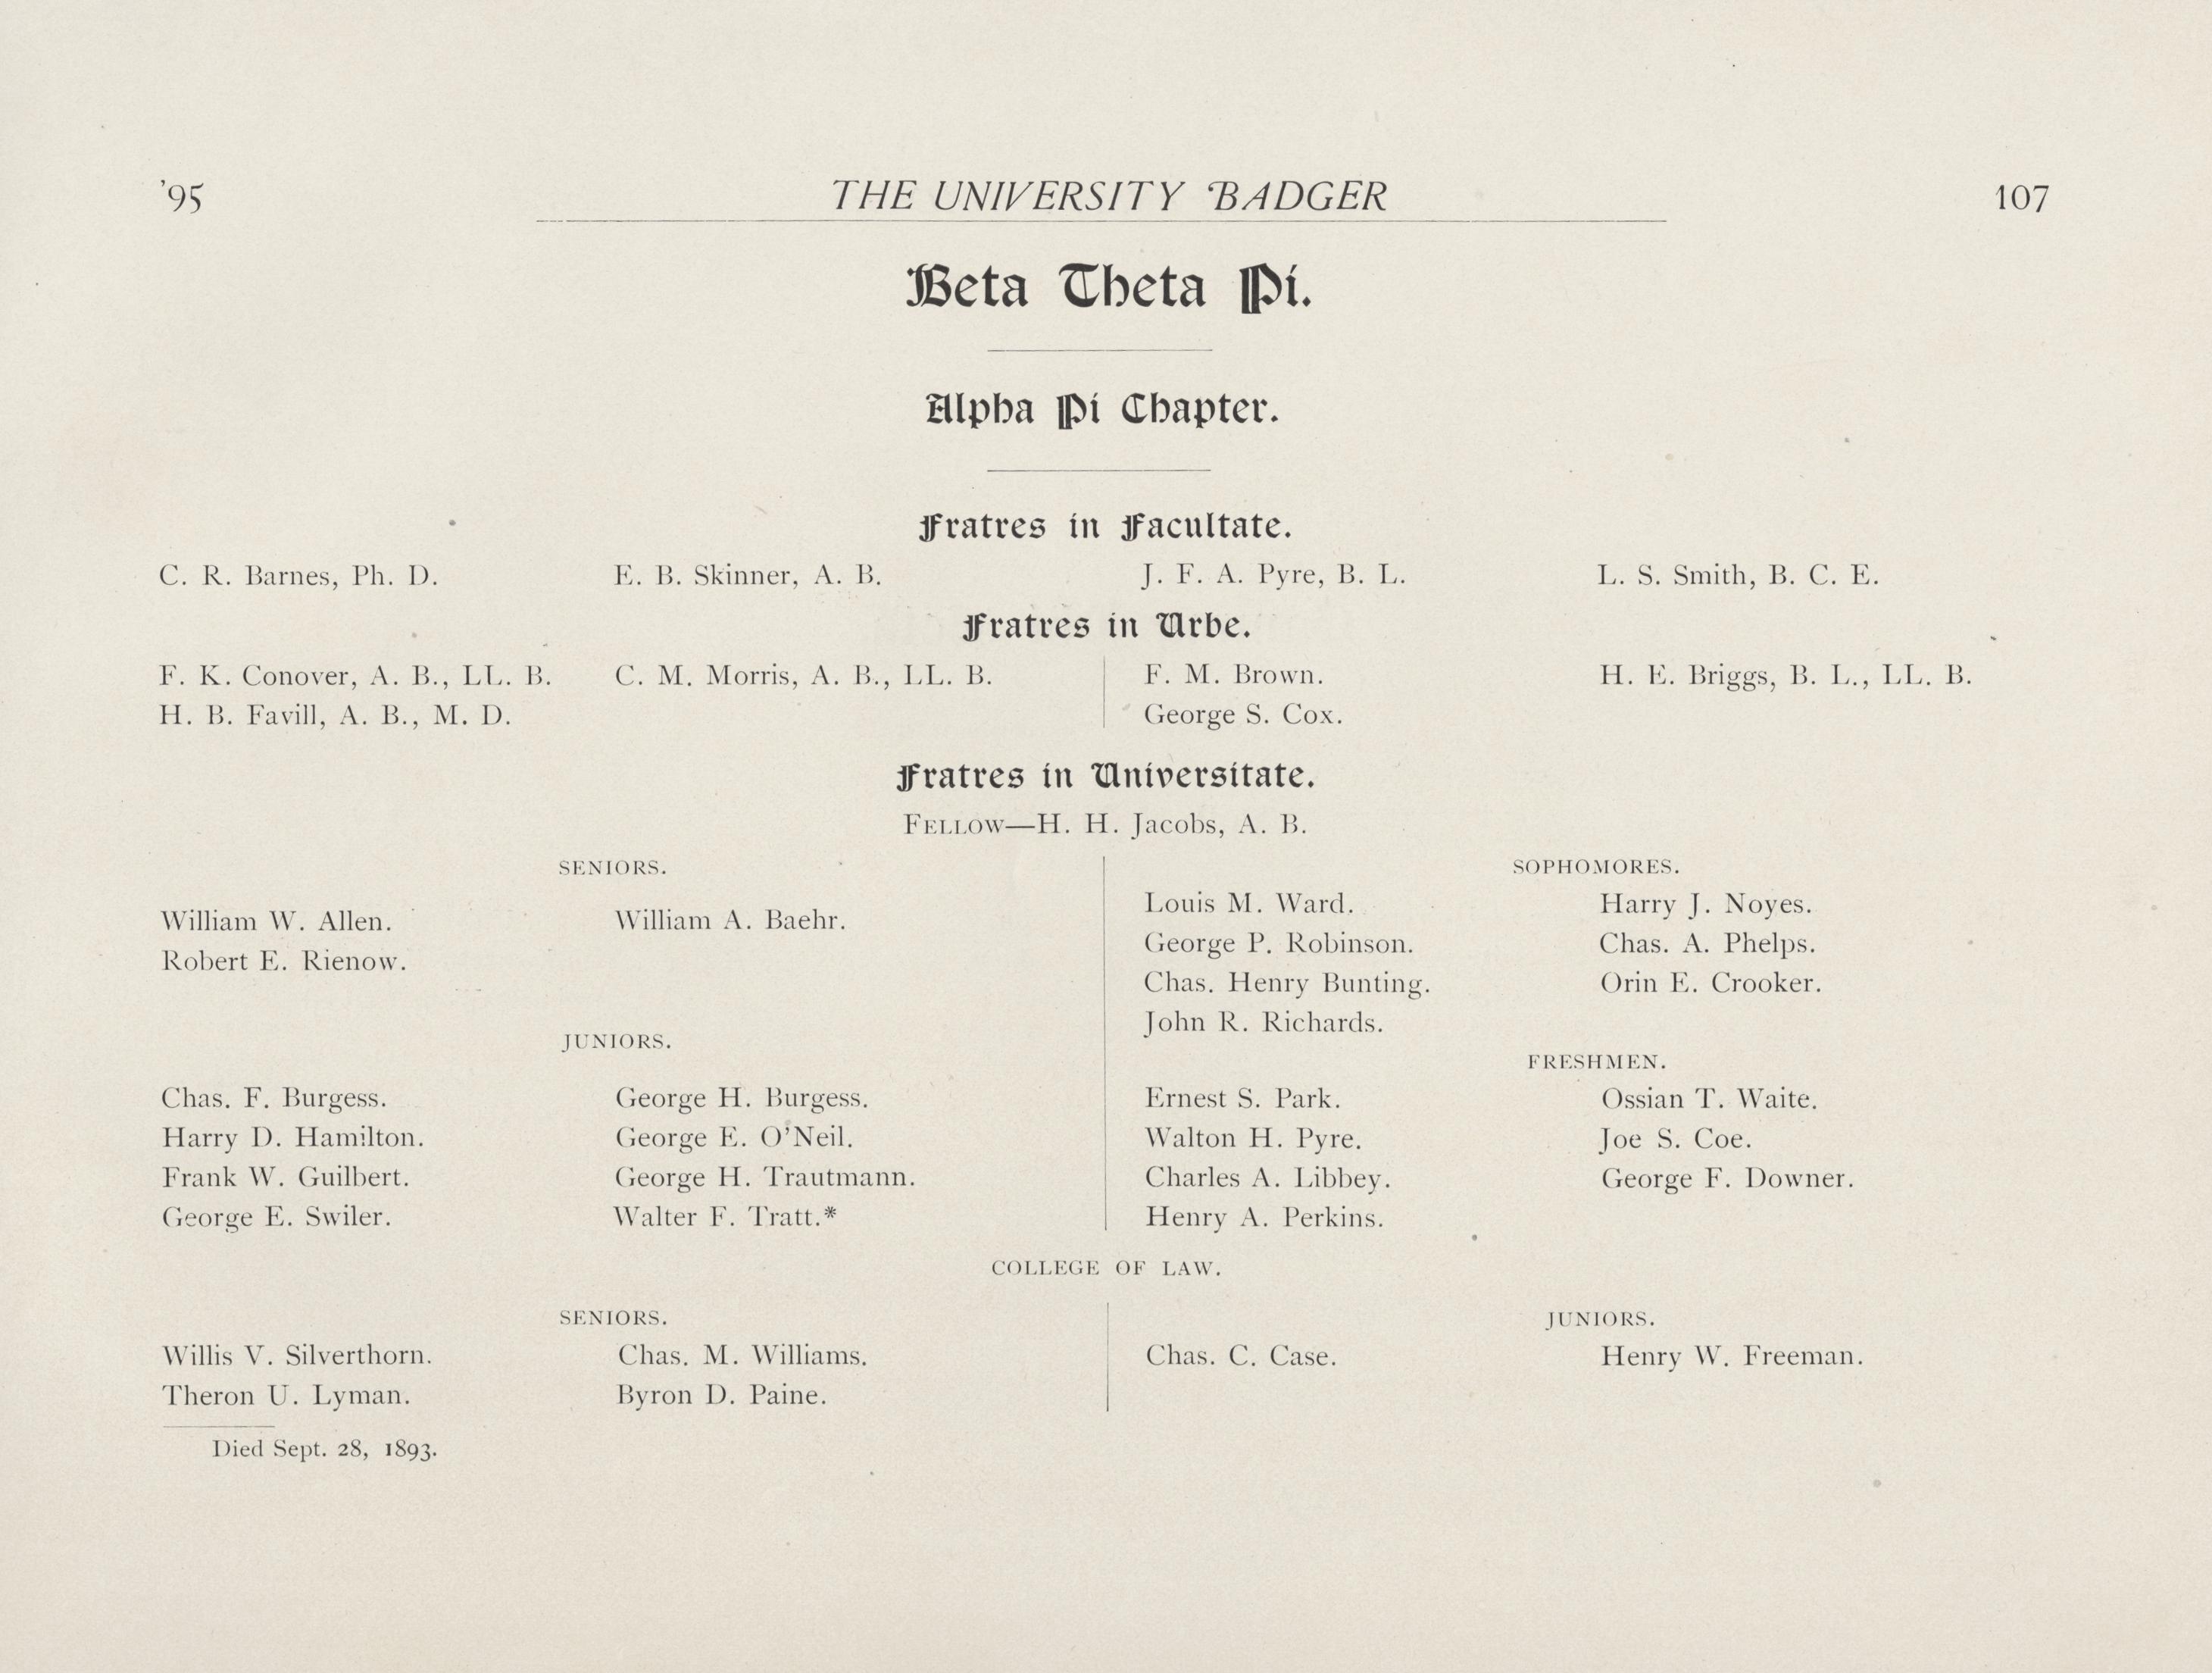 '95 THE UNIVERSITY BADGER 107
Beta Theta Pi.
Alpha Pi Chapter.
Fratres in Facultate.
C. R. Barnes, Ph. D. E. B. Skinner, A. B. J. F. A. Pyre, B. L. L. S. Smith, B. C. E.
Fratres in Urbe.
F. K. Conover, A. B., LL. B. C. M. Morris, A. B., LL. B. F. M. Brown. H. E. Briggs, B. L., LL. B.
H. B. Favill, A. B., M. D. George S. Cox.
Fratres in Universitate.
FELLOW—H. H. Jacobs, A. B.
SENIORS.
William W. Allen. William A. Baehr.
Robert E. Rienow.
JUNIORS.
Chas. F. Burgess. George H. Burgess.
Harry D. Hamilton. George E. O'Neil.
Frank W. Guilbert. George H. Trautmann.
George E. Swiler. Walter F. Tratt.*
SOPHOMORES.
Louis M. Ward. Harry J. Noyes.
George P. Robinson. Chas. A. Phelps.
Chas. Henry Bunting. Orin E. Crooker.
John R. Richards.
FRESHMEN.
Ernest S. Park. Ossian T. Waite.
Walton H. Pyre. Joe S. Coe.
Charles A. Libbey. George F. Downer.
Henry A. Perkins.
COLLEGE OF LAW.
SENIORS.
Willis V. Silverthorn. Chas. M. Williams.
Theron U. Lyman. Byron D. Paine.
JUNIORS.
Chas. C. Case. Henry W. Freeman.
Died Sept. 28, 1893.